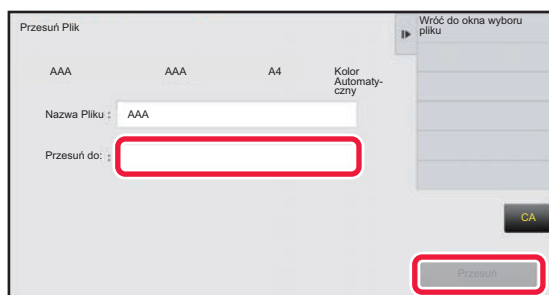 Przesuń Plik
Wróć do okna wyboru
pliku
AAA AAA A4 Kolor
Automaty-
czny
Nazwa Pliku : AAA
Przesuń do: :
CA
Przesuń